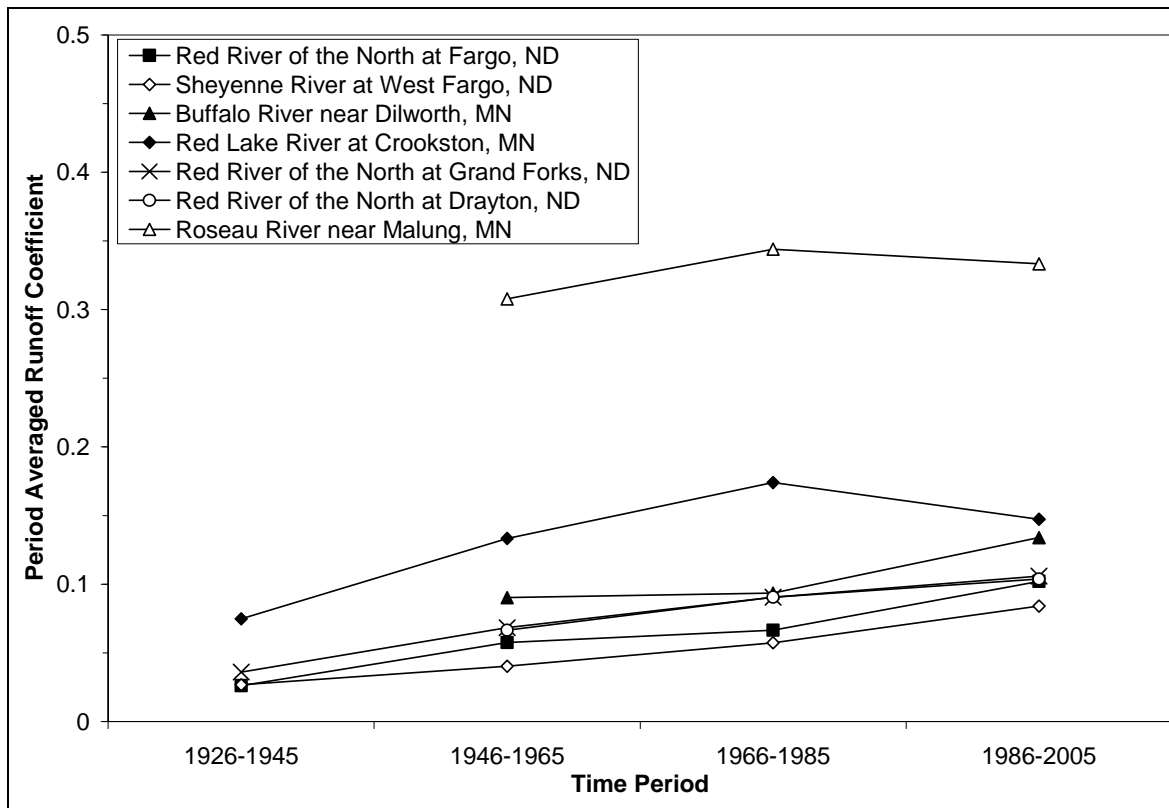 0.5
Red River of the North at Fargo, ND
Sheyenne River at West Fargo, ND
Buffalo River near Dilworth, MN
Red Lake River at Crookston, MN
Red River of the North at Grand Forks, ND
Red River of the North at Drayton, ND
Roseau River near Malung, MN
0.4
0.3
0.2
0.1
0
Period Averaged Runoff Coefficient
1926-1945 1946-1965 1966-1985 1986-2005
Time Period